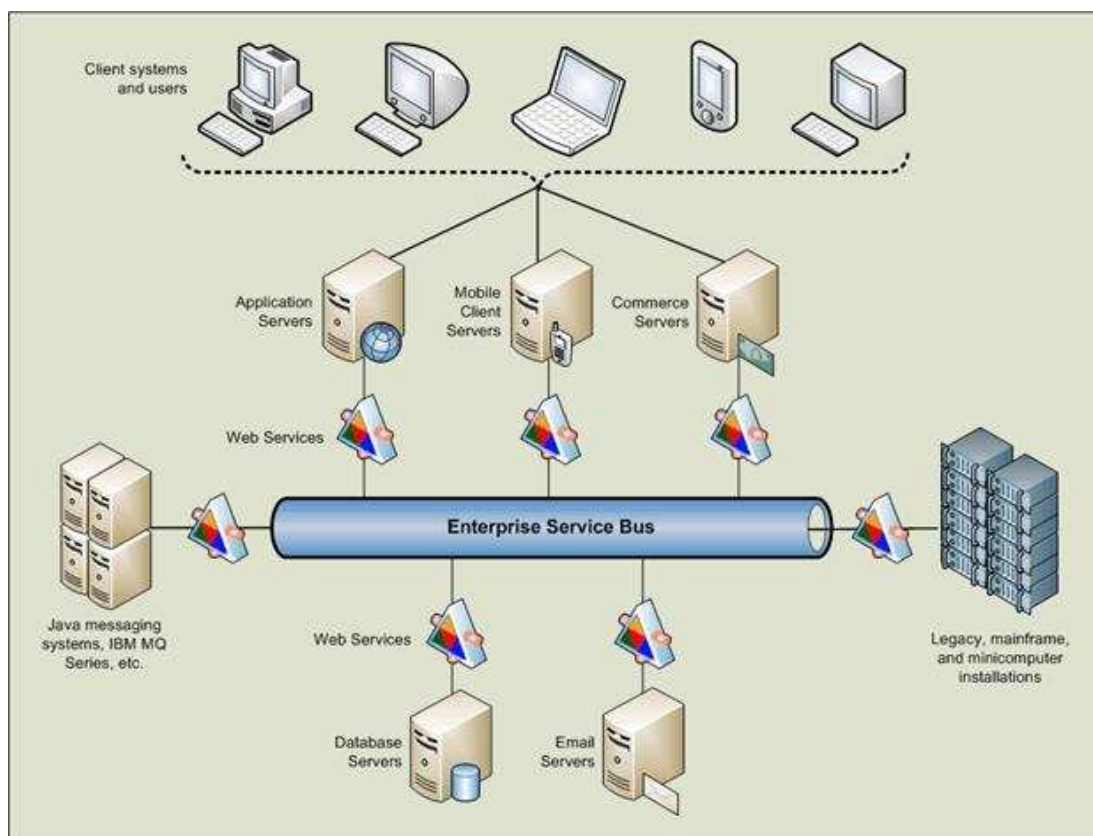 Client systems
and users
Application
Servers
Mobile
Client
Servers
Commerce
Servers
Web Services
Enterprise Service Bus
Java messaging
systems, IBM MQ
Series, etc.
Web Services
Legacy, mainframe,
and minicomputer
installations
Database
Servers
Email
Servers